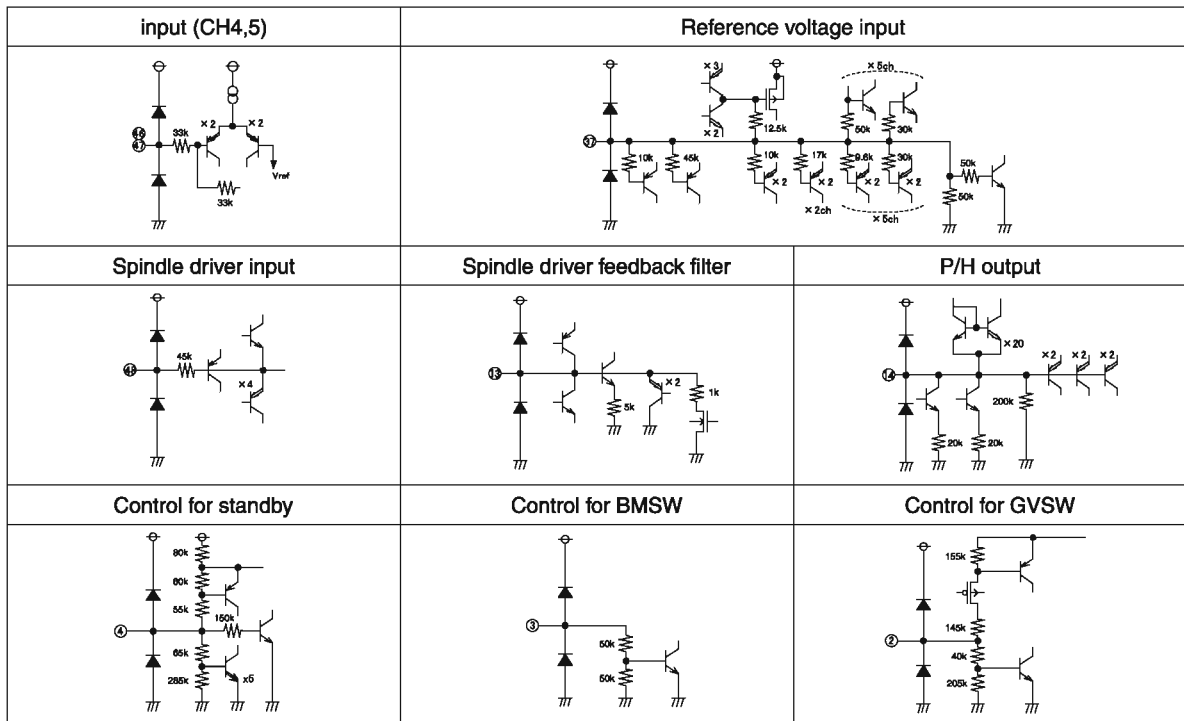 input (CH4,5)
46
47
33k
× 2
× 2
Vref
33k
Reference voltage input
37
10k
45k
× 3
× 2
12.5k
10k
× 2
17k
× 2
× 2ch
× 5ch
50k
30k
9.6k
× 2
30k
× 2
× 5ch
50k
50k
Spindle driver input
48
45k
× 4
Spindle driver feedback filter
13
5k
× 2
1k
P/H output
14
× 20
× 2
× 2
× 2
200k
20k
20k
Control for standby
80k
60k
55k
150k
4
65k
285k
x5
Control for BMSW
3
50k
50k
Control for GVSW
155k
145k
2
40k
205k